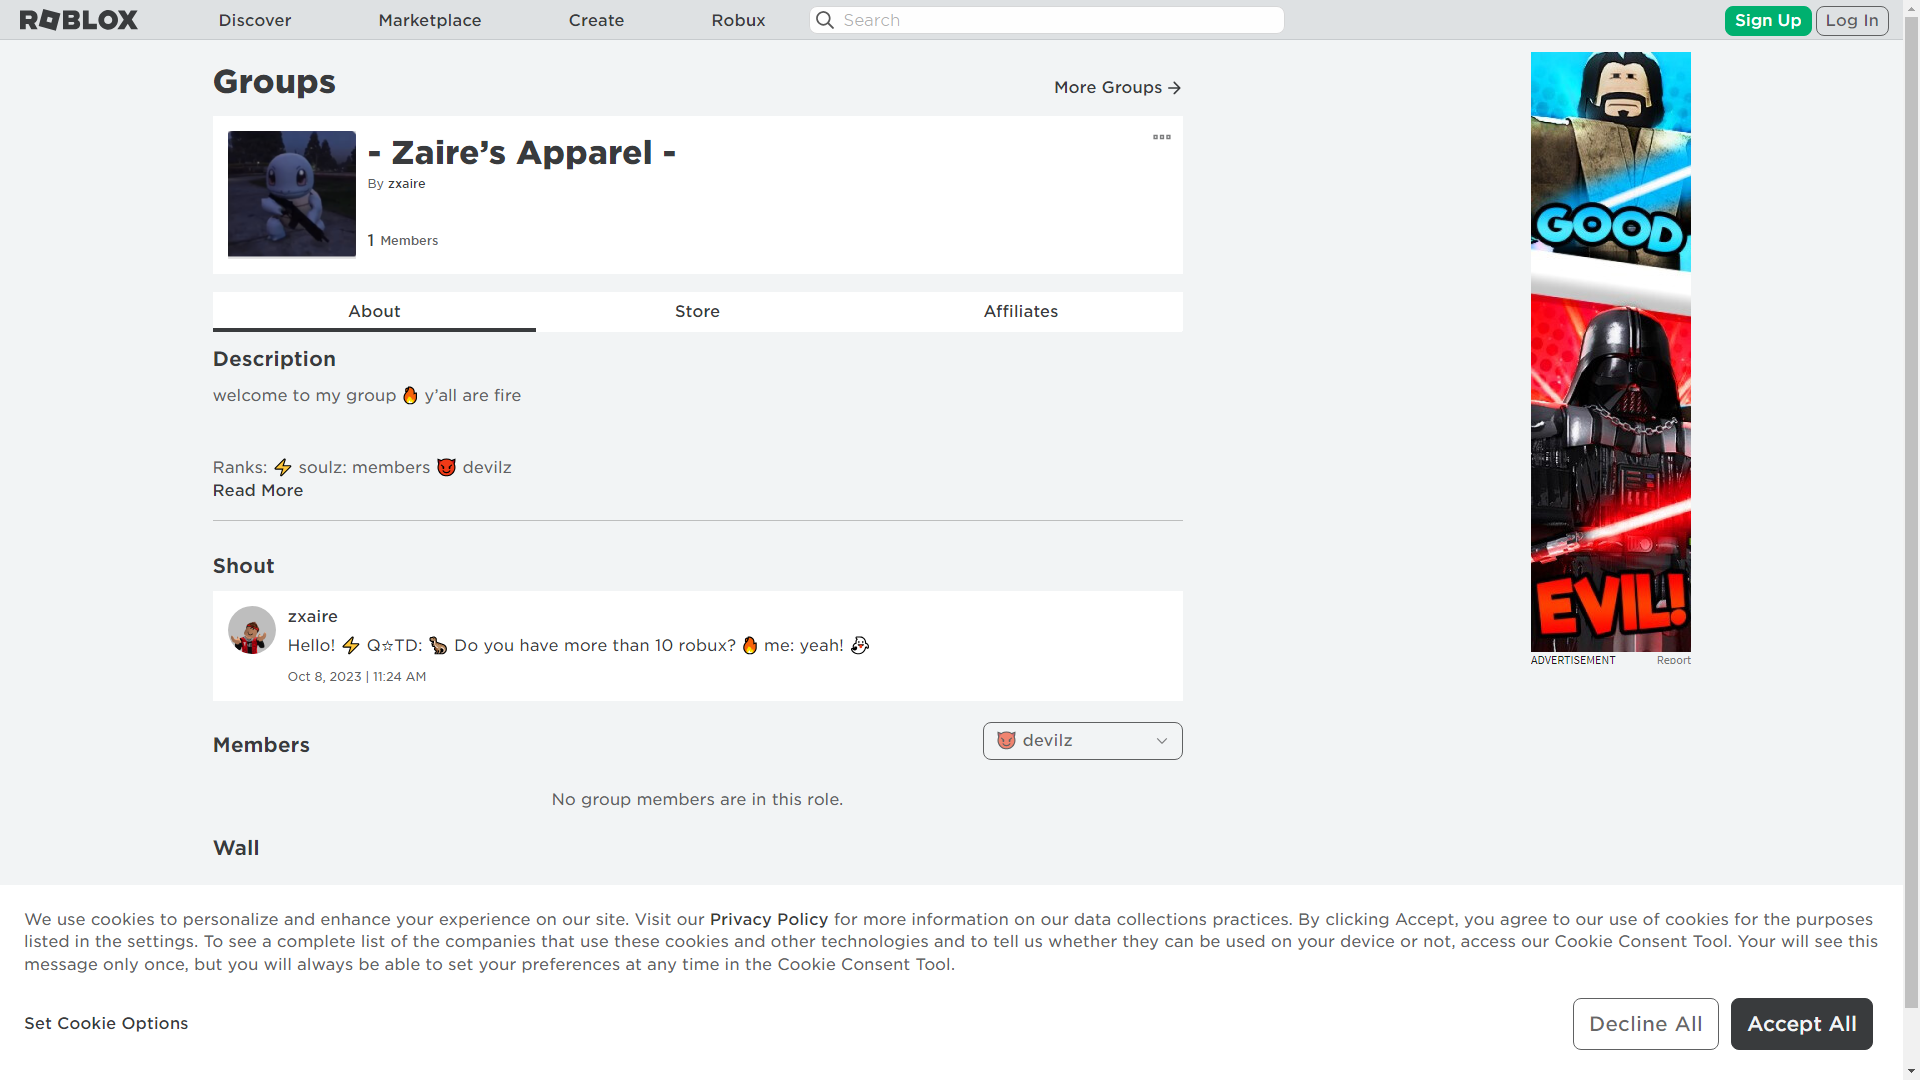 ROBLOX Discover Marketplace Create Robux Search Sign Up Log In
Groups
More Groups
- Zaire’s Apparel -
By zxaire
1 Members
About Store Affiliates
Description
welcome to my group 🔥 y’all are fire
Ranks: ⚡ soulz: members 😈 devilz
Read More
Shout
zxaire
Hello! ⚡ Q☆TD: 🐈‍⬛ Do you have more than 10 robux? 🔥 me: yeah! 👻
Oct 8, 2023 | 11:24 AM
Members
😈 devilz
No group members are in this role.
Wall
GOOD
EVIL!
ADVERTISEMENT Report
We use cookies to personalize and enhance your experience on our site. Visit our Privacy Policy for more information on our data collections practices. By clicking Accept, you agree to our use of cookies for the purposes
listed in the settings. To see a complete list of the companies that use these cookies and other technologies and to tell us whether they can be used on your device or not, access our Cookie Consent Tool. Your will see this
message only once, but you will always be able to set your preferences at any time in the Cookie Consent Tool.
Set Cookie Options
Decline All
Accept All